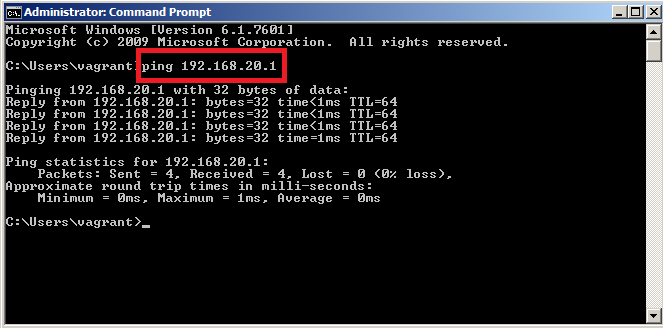 Administrator: Command Prompt
Microsoft Windows [Version 6.1.7601]
Copyright (c) 2009 Microsoft Corporation.  All rights reserved.
C:\Users\vagrant>ping 192.168.20.1
Pinging 192.168.20.1 with 32 bytes of data:
Reply from 192.168.20.1: bytes=32 time<1ms TTL=64
Reply from 192.168.20.1: bytes=32 time<1ms TTL=64
Reply from 192.168.20.1: bytes=32 time<1ms TTL=64
Reply from 192.168.20.1: bytes=32 time=1ms TTL=64
Ping statistics for 192.168.20.1:
    Packets: Sent = 4, Received = 4, Lost = 0 (0% loss),
Approximate round trip times in milli-seconds:
    Minimum = 0ms, Maximum = 1ms, Average = 0ms
C:\Users\vagrant>_